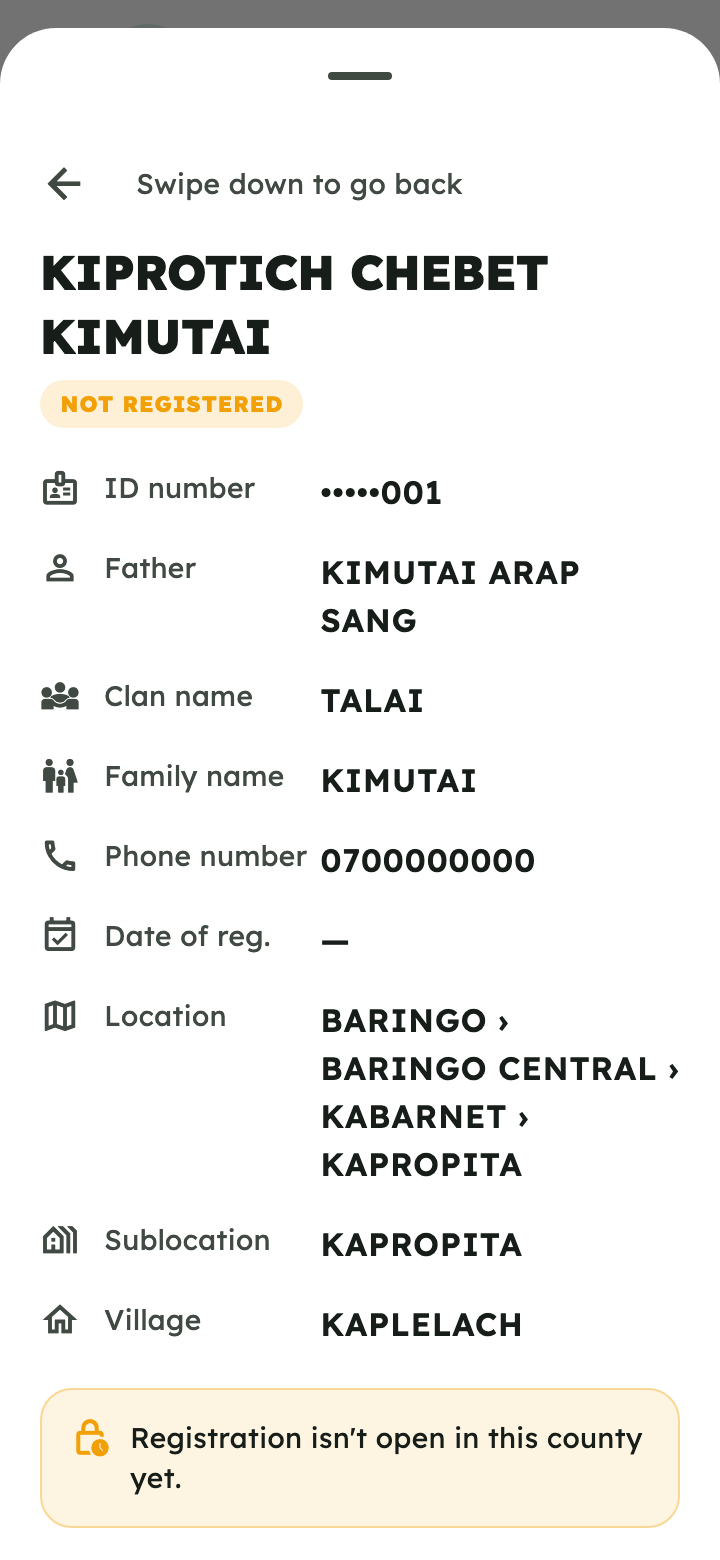 Swipe down to go back
KIPROTICH CHEBET
KIMUTAI
NOT REGISTERED
ID number •••••001
Father KIMUTAI ARAP
SANG
Clan name TALAI
Family name KIMUTAI
Phone number 0700000000
Date of reg. —
Location BARINGO ›
BARINGO CENTRAL ›
KABARNET ›
KAPROPITA
Sublocation KAPROPITA
Village KAPLELACH
Registration isn't open in this county
yet.